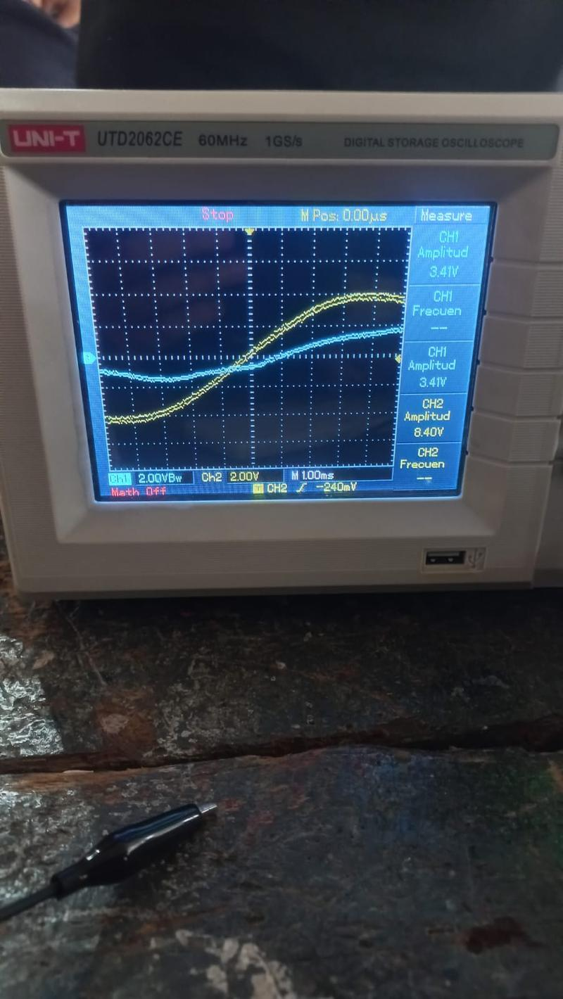 UNI-T UTD2062CE 60MHz 1GS/s DIGITAL STORAGE OSCILLOSCOPE
Stop M Pos: 0.00µs Measure
CH1
Amplitud
3.41V
CH1
Frecuen
--
CH1
Amplitud
3.41V
CH2
Amplitud
8.40V
CH2
Frecuen
--
Ch1 2.00VBw Ch2 2.00V M 1.00ms
Math Off CH2 -240mV